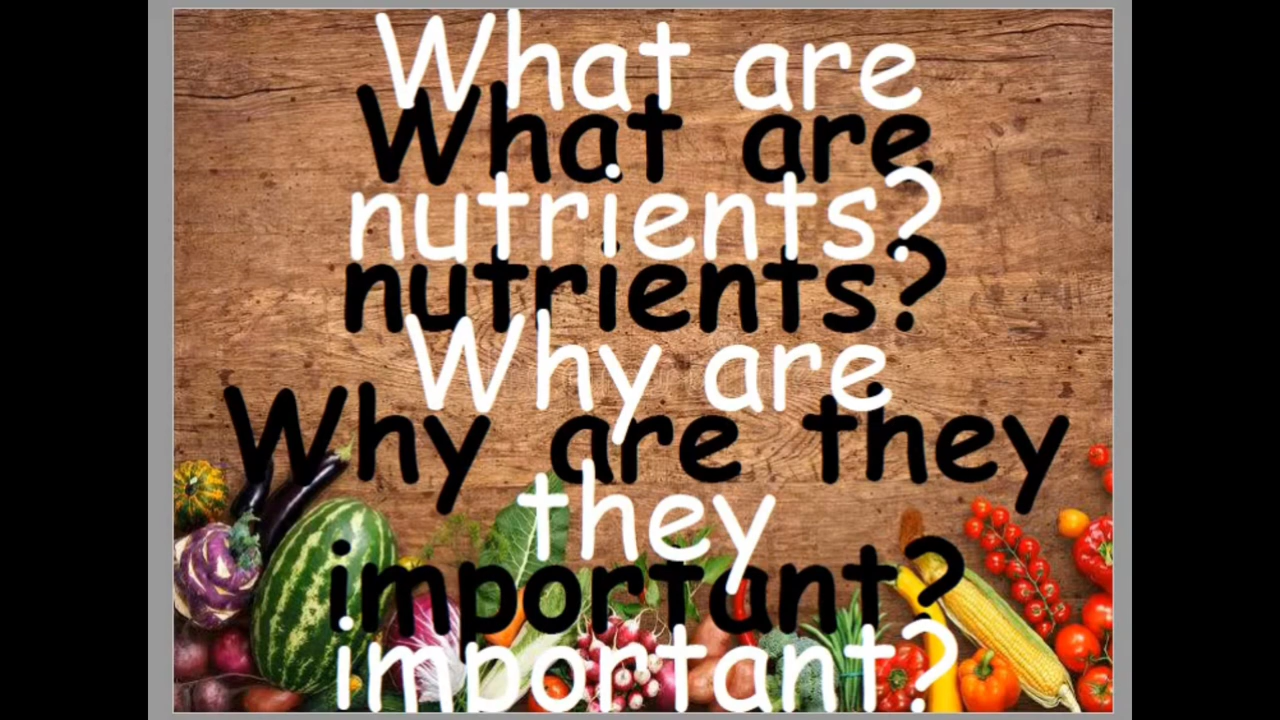 What are
What are
nutrients?
nutrients?
Why are
Why are they
they
important?
important?